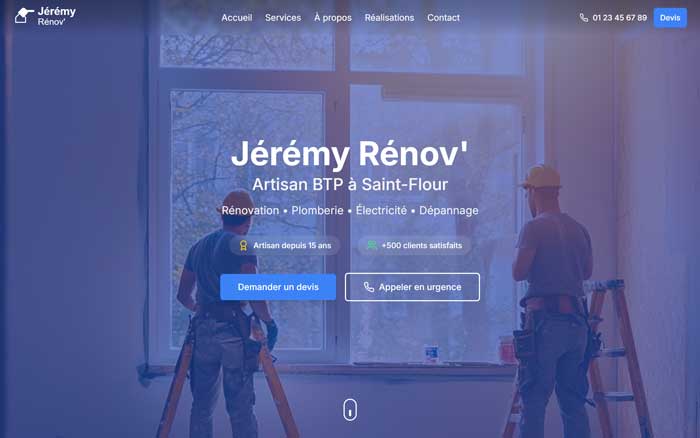 Jérémy
Rénov'
Accueil Services À propos Réalisations Contact
01 23 45 67 89
Devis
Jérémy Rénov'
Artisan BTP à Saint-Flour
Rénovation • Plomberie • Électricité • Dépannage
Artisan depuis 15 ans
+500 clients satisfaits
Demander un devis
Appeler en urgence